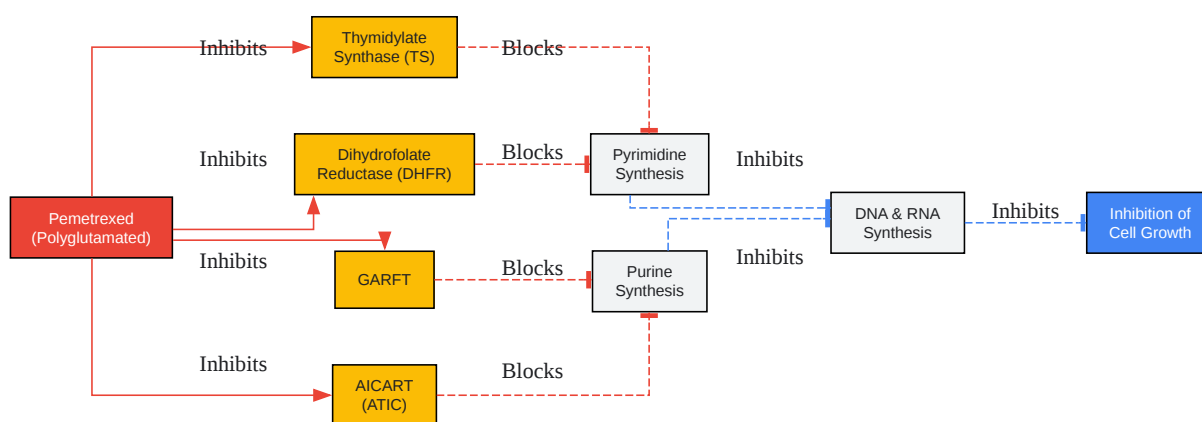 Inhibits
Thymidylate
Synthase (TS)
Blocks
Inhibits
Dihydrofolate
Reductase (DHFR)
Blocks
Pyrimidine
Synthesis
Inhibits
Pemetrexed
(Polyglutamated)
DNA & RNA
Synthesis
Inhibits
Inhibition of
Cell Growth
Inhibits
GARFT
Blocks
Purine
Synthesis
Inhibits
Inhibits
AICART
(ATIC)
Blocks